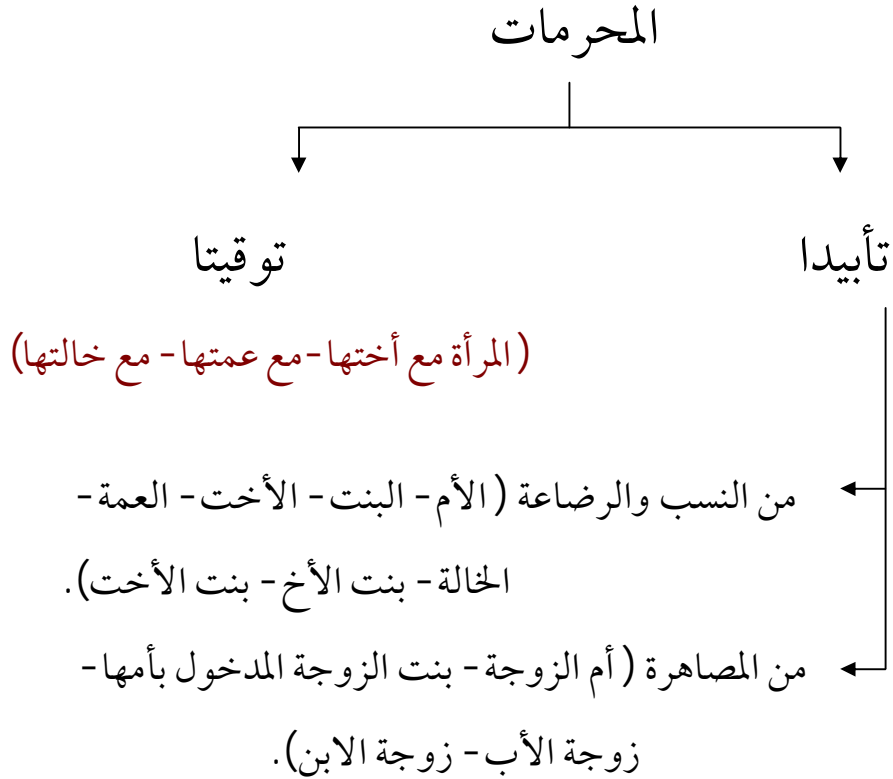 المحرمات
تأبيدا
توقيتا
(المرأة مع أختها- مع عمتها- مع خالتها)
من النسب والرضاعة (الأم- البنت- الأخت- العمة-
الخالة- بنت الأخ- بنت الأخت).
من المصاهرة (أم الزوجة- بنت الزوجة المدخول بأمها-
زوجة الأب- زوجة الابن).